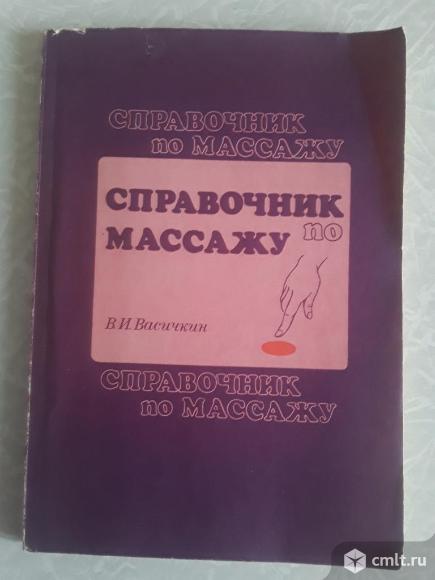 СПРАВОЧНИК
по МАССАЖУ
СПРАВОЧНИК
по
МАССАЖУ
В.И.Васичкин
СПРАВОЧНИК
по МАССАЖУ
cmlt.ru